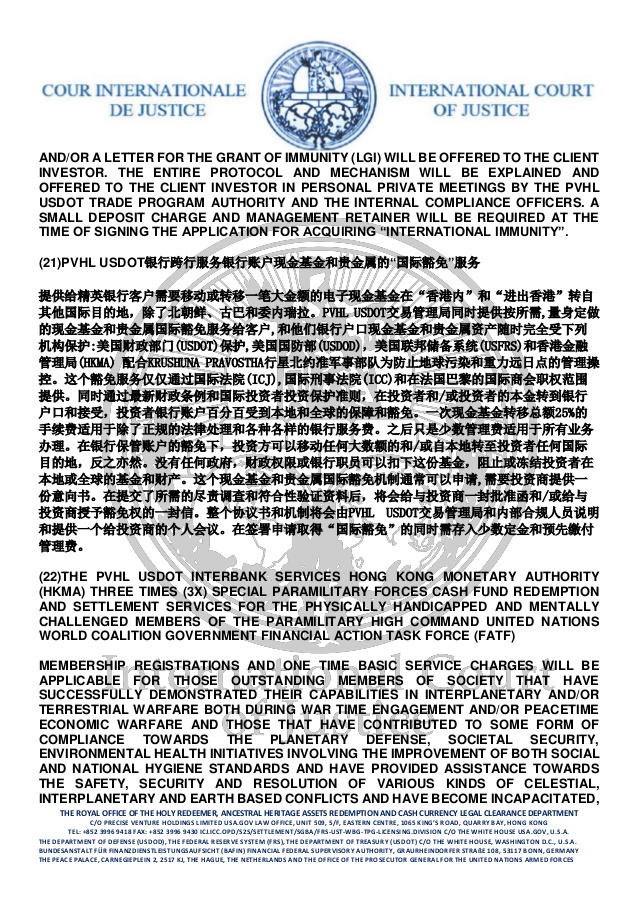 COUR INTERNATIONALE
DE JUSTICE
INTERNATIONAL COURT
OF JUSTICE
AND/OR A LETTER FOR THE GRANT OF IMMUNITY (LGI) WILL BE OFFERED TO THE CLIENT
INVESTOR. THE ENTIRE PROTOCOL AND MECHANISM WILL BE EXPLAINED AND
OFFERED TO THE CLIENT INVESTOR IN PERSONAL PRIVATE MEETINGS BY THE PVHL
USDOT TRADE PROGRAM AUTHORITY AND THE INTERNAL COMPLIANCE OFFICERS. A
SMALL DEPOSIT CHARGE AND MANAGEMENT RETAINER WILL BE REQUIRED AT THE
TIME OF SIGNING THE APPLICATION FOR ACQUIRING “INTERNATIONAL IMMUNITY”.
(21)PVHL USDOT银行跨行服务银行账户现金基金和贵金属的“国际豁免”服务
提供给精英银行客户需要移动或转移一笔大金额的电子现金基金在“香港内”和“进出香港”转自
其他国际目的地，除了北朝鲜、古巴和委内瑞拉。PVHL USDOT交易管理局同时提供按所需,量身定做
的现金基金和贵金属国际豁免服务给客户,和他们银行户口现金基金和贵金属资产随时完全受下列
机构保护:美国财政部门(USDOT)保护,美国国防部(USDOD), 美国联邦储备系统(USFRS)和香港金融
管理局(HKMA) 配合KRUSHUNA PRAVOSTHA行星北约准军事部队为防止地球污染和重力远日点的管理操
控。这个豁免服务仅仅通过国际法院(ICJ),国际刑事法院(ICC)和在法国巴黎的国际商会职权范围
提供。同时通过最新财政条例和国际投资者投资保护准则，在投资者和/或投资者的本金转到银行
户口和接受，投资者银行账户百分百受到本地和全球的保障和豁免。一次现金基金转移总额25%的
手续费适用于除了正规的法律处理和各种各样的银行服务费。之后只是少数管理费适用于所有业务
办理。在银行保管账户的豁免下，投资方可以移动任何大数额的和/或自本地转至投资者任何国际
目的地，反之亦然。没有任何政府，财政权限或银行职员可以扣下这份基金，阻止或冻结投资者在
本地或全球的基金和财产。这个现金基金和贵金属国际豁免机制通常可以申请,需要投资商提供一
份意向书。在提交了所需的尽责调查和符合性验证资料后，将会给与投资商一封批准函和/或给与
投资商授予豁免权的一封信。整个协议书和机制将会由PVHL USDOT交易管理局和内部合规人员说明
和提供一个给投资商的个人会议。在签署申请取得“国际豁免”的同时需存入少数定金和预先缴付
管理费。
(22)THE PVHL USDOT INTERBANK SERVICES HONG KONG MONETARY AUTHORITY
(HKMA) THREE TIMES (3X) SPECIAL PARAMILITARY FORCES CASH FUND REDEMPTION
AND SETTLEMENT SERVICES FOR THE PHYSICALLY HANDICAPPED AND MENTALLY
CHALLENGED MEMBERS OF THE PARAMILITARY HIGH COMMAND UNITED NATIONS
WORLD COALITION GOVERNMENT FINANCIAL ACTION TASK FORCE (FATF)
MEMBERSHIP REGISTRATIONS AND ONE TIME BASIC SERVICE CHARGES WILL BE
APPLICABLE FOR THOSE OUTSTANDING MEMBERS OF SOCIETY THAT HAVE
SUCCESSFULLY DEMONSTRATED THEIR CAPABILITIES IN INTERPLANETARY AND/OR
TERRESTRIAL WARFARE BOTH DURING WAR TIME ENGAGEMENT AND/OR PEACETIME
ECONOMIC WARFARE AND THOSE THAT HAVE CONTRIBUTED TO SOME FORM OF
COMPLIANCE TOWARDS THE PLANETARY DEFENSE, SOCIETAL SECURITY,
ENVIRONMENTAL HEALTH INITIATIVES INVOLVING THE IMPROVEMENT OF BOTH SOCIAL
AND NATIONAL HYGIENE STANDARDS AND HAVE PROVIDED ASSISTANCE TOWARDS
THE SAFETY, SECURITY AND RESOLUTION OF VARIOUS KINDS OF CELESTIAL,
INTERPLANETARY AND EARTH BASED CONFLICTS AND HAVE BECOME INCAPACITATED,
International Court
of Justice
THE ROYAL OFFICE OF THE HOLY REDEEMER, ANCESTRAL HERITAGE ASSETS REDEMPTION AND CASH CURRENCY LEGAL CLEARANCE DEPARTMENT
C/O PRECISE VENTURE HOLDINGS LIMITED USA.GOV LAW OFFICE, UNIT 509, 5/F, EASTERN CENTRE, 1065 KING'S ROAD, QUARRY BAY, HONG KONG
TEL: +852 3996 9418 FAX: +852 3996 9430 ICJ.ICC.OPD/S2S/SETTLEMENT/SGBA/FRS-UST-WBG-TPG-LICENSING.DIVISION C/O THE WHITE HOUSE USA.GOV, U.S.A.
THE DEPARTMENT OF DEFENSE (USDOD), THE FEDERAL RESERVE SYSTEM (FRS), THE DEPARTMENT OF TREASURY (USDOT) C/O THE WHITE HOUSE, WASHINGTON D.C., U.S.A.
BUNDESANSTALT FÜR FINANZDIENSTLEISTUNGSAUFSICHT (BAFIN) FINANCIAL FEDERAL SUPERVISORY AUTHORITY, GRAURHEINDORFER STRAßE 108, 53117 BONN, GERMANY
THE PEACE PALACE, CARNEGIEPLEIN 2, 2517 KJ, THE HAGUE, THE NETHERLANDS AND THE OFFICE OF THE PROSECUTOR GENERAL FOR THE UNITED NATIONS ARMED FORCES